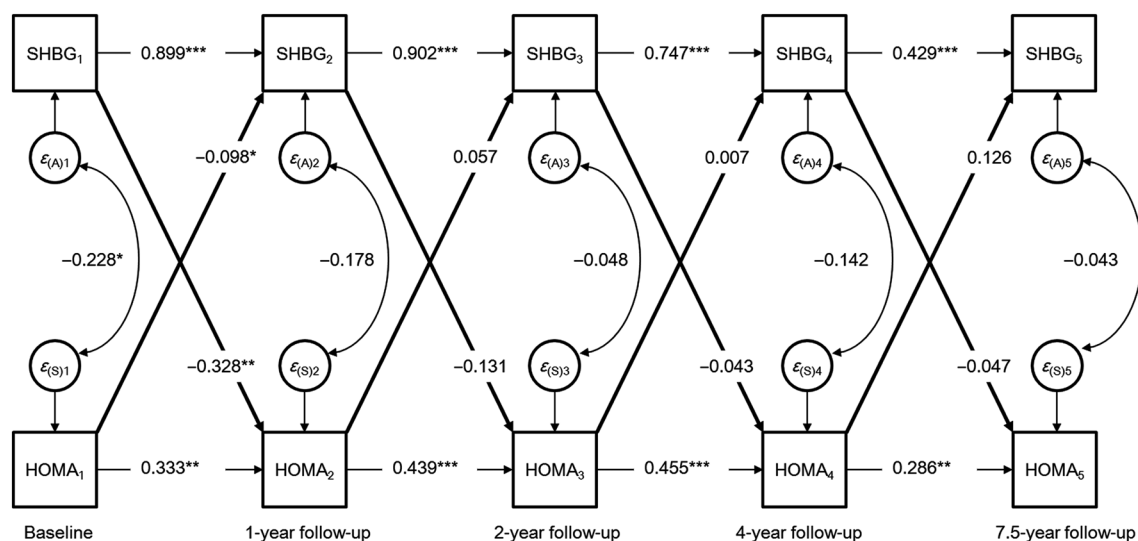 SHBG₁ 0.899*** SHBG₂ 0.902*** SHBG₃ 0.747*** SHBG₄ 0.429*** SHBG₅
ε(A)1 −0.098* ε(A)2 0.057 ε(A)3 0.007 ε(A)4 0.126 ε(A)5
−0.228* −0.178 −0.048 −0.142 −0.043
ε(S)1 −0.328** ε(S)2 −0.131 ε(S)3 −0.043 ε(S)4 −0.047 ε(S)5
HOMA₁ 0.333** HOMA₂ 0.439*** HOMA₃ 0.455*** HOMA₄ 0.286** HOMA₅
Baseline 1-year follow-up 2-year follow-up 4-year follow-up 7.5-year follow-up